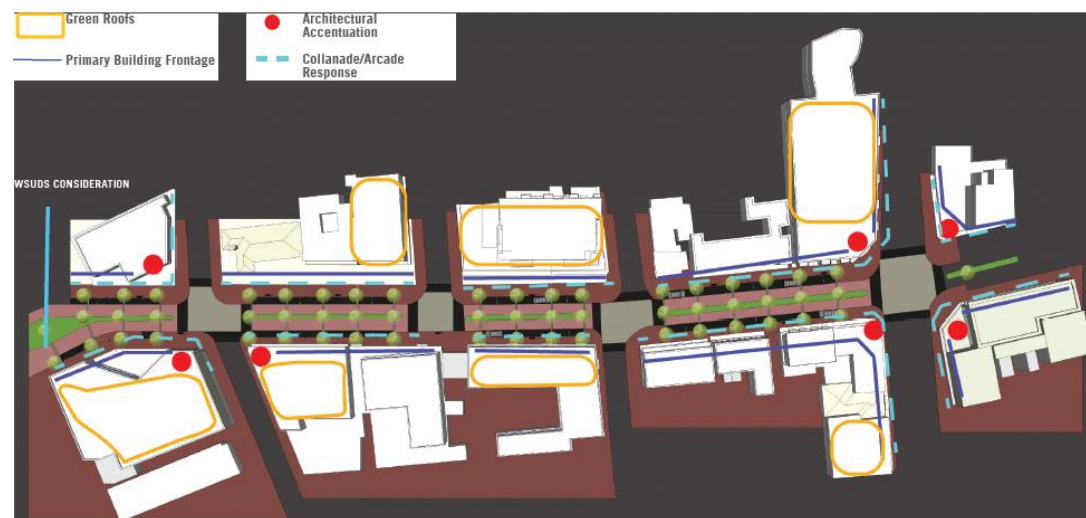 Green Roofs
Architectural
Accentuation
Primary Building Frontage
Collanade/Arcade
Response
WSUDS CONSIDERATION